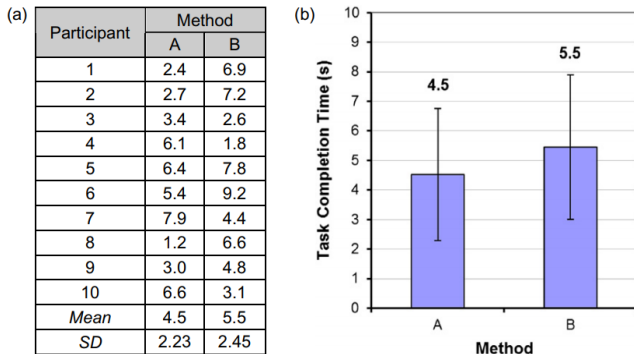 (a)
Participant Method
A B
1 2.4 6.9
2 2.7 7.2
3 3.4 2.6
4 6.1 1.8
5 6.4 7.8
6 5.4 9.2
7 7.9 4.4
8 1.2 6.6
9 3.0 4.8
10 6.6 3.1
Mean 4.5 5.5
SD 2.23 2.45
(b)
Task Completion Time (s)
10
9
8
7
6
5
4
3
2
1
0
4.5
5.5
A B
Method